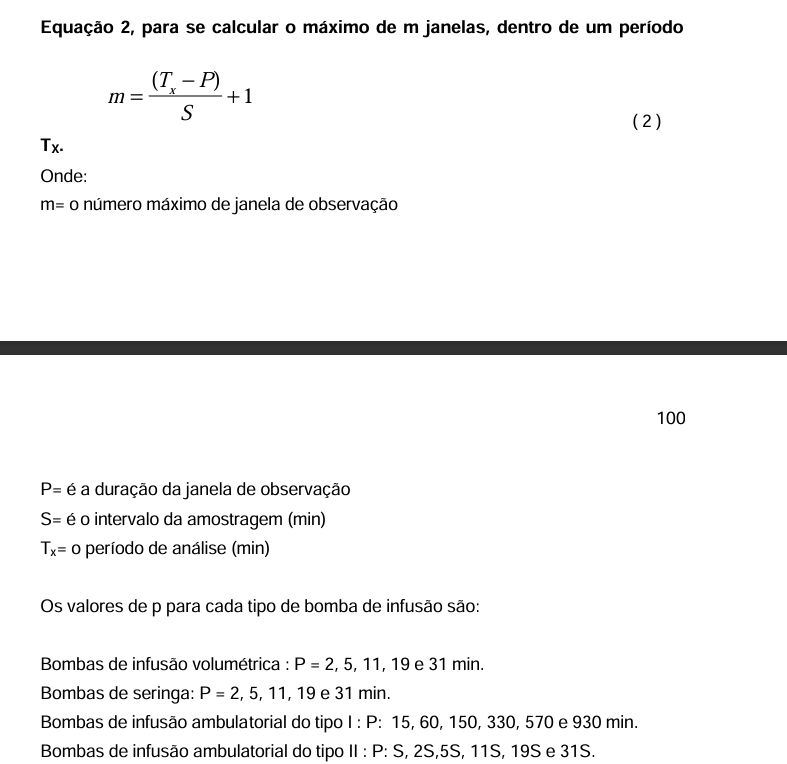 Equação 2, para se calcular o máximo de m janelas, dentro de um período
m = (Tₓ − P) / S + 1
( 2 )
Tₓ.
Onde:
m= o número máximo de janela de observação
100
P= é a duração da janela de observação
S= é o intervalo da amostragem (min)
Tₓ= o período de análise (min)
Os valores de p para cada tipo de bomba de infusão são:
Bombas de infusão volumétrica : P = 2, 5, 11, 19 e 31 min.
Bombas de seringa: P = 2, 5, 11, 19 e 31 min.
Bombas de infusão ambulatorial do tipo I : P: 15, 60, 150, 330, 570 e 930 min.
Bombas de infusão ambulatorial do tipo II : P: S, 2S,5S, 11S, 19S e 31S.